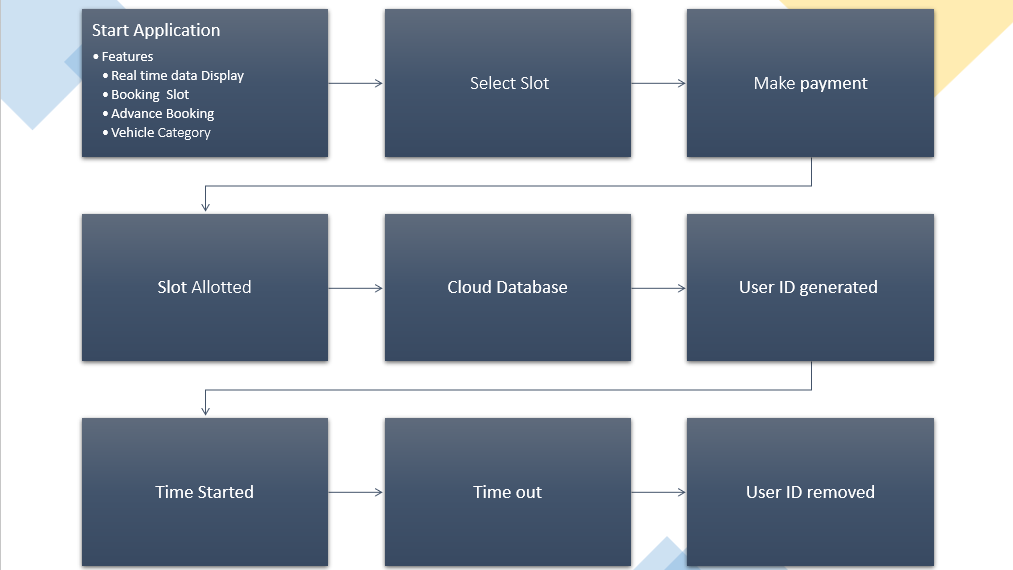 Start Application
• Features
• Real time data Display
• Booking Slot
• Advance Booking
• Vehicle Category
Select Slot
Make payment
Slot Allotted
Cloud Database
User ID generated
Time Started
Time out
User ID removed